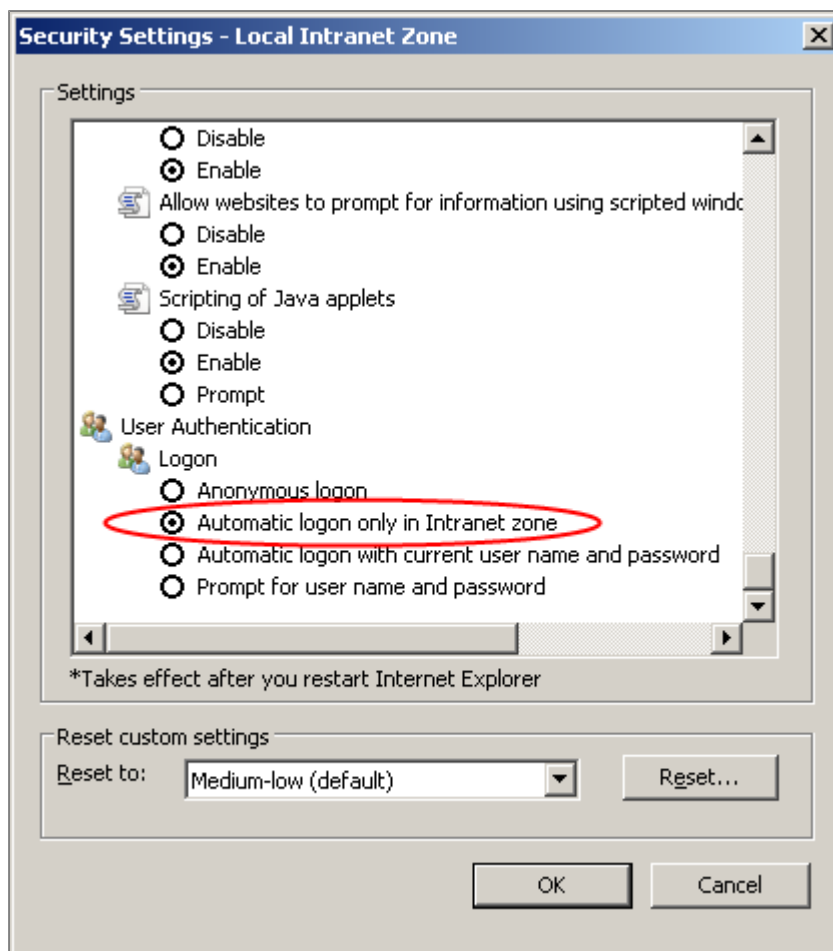 Security Settings - Local Intranet Zone
Settings
Disable
Enable
Allow websites to prompt for information using scripted windo
Disable
Enable
Scripting of Java applets
Disable
Enable
Prompt
User Authentication
Logon
Anonymous logon
Automatic logon only in Intranet zone
Automatic logon with current user name and password
Prompt for user name and password
*Takes effect after you restart Internet Explorer
Reset custom settings
Reset to: Medium-low (default) Reset...
OK Cancel